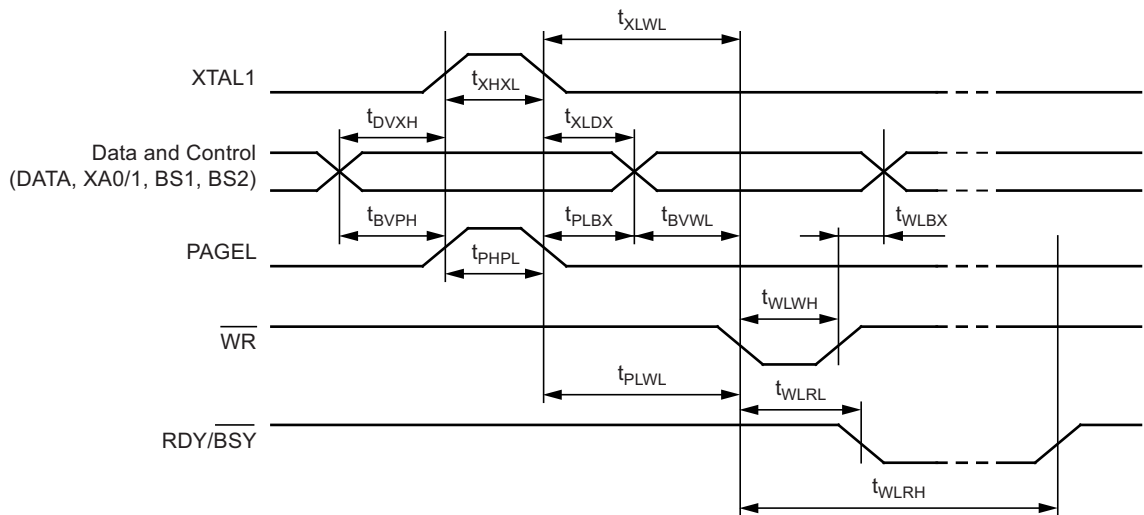 tXLWL
XTAL1
tXHXL
tDVXH
tXLDX
Data and Control
(DATA, XA0/1, BS1, BS2)
tBVPH
tPLBX
tBVWL
tWLBX
PAGEL
tPHPL
tWLWH
WR
tPLWL
tWLRL
RDY/BSY
tWLRH